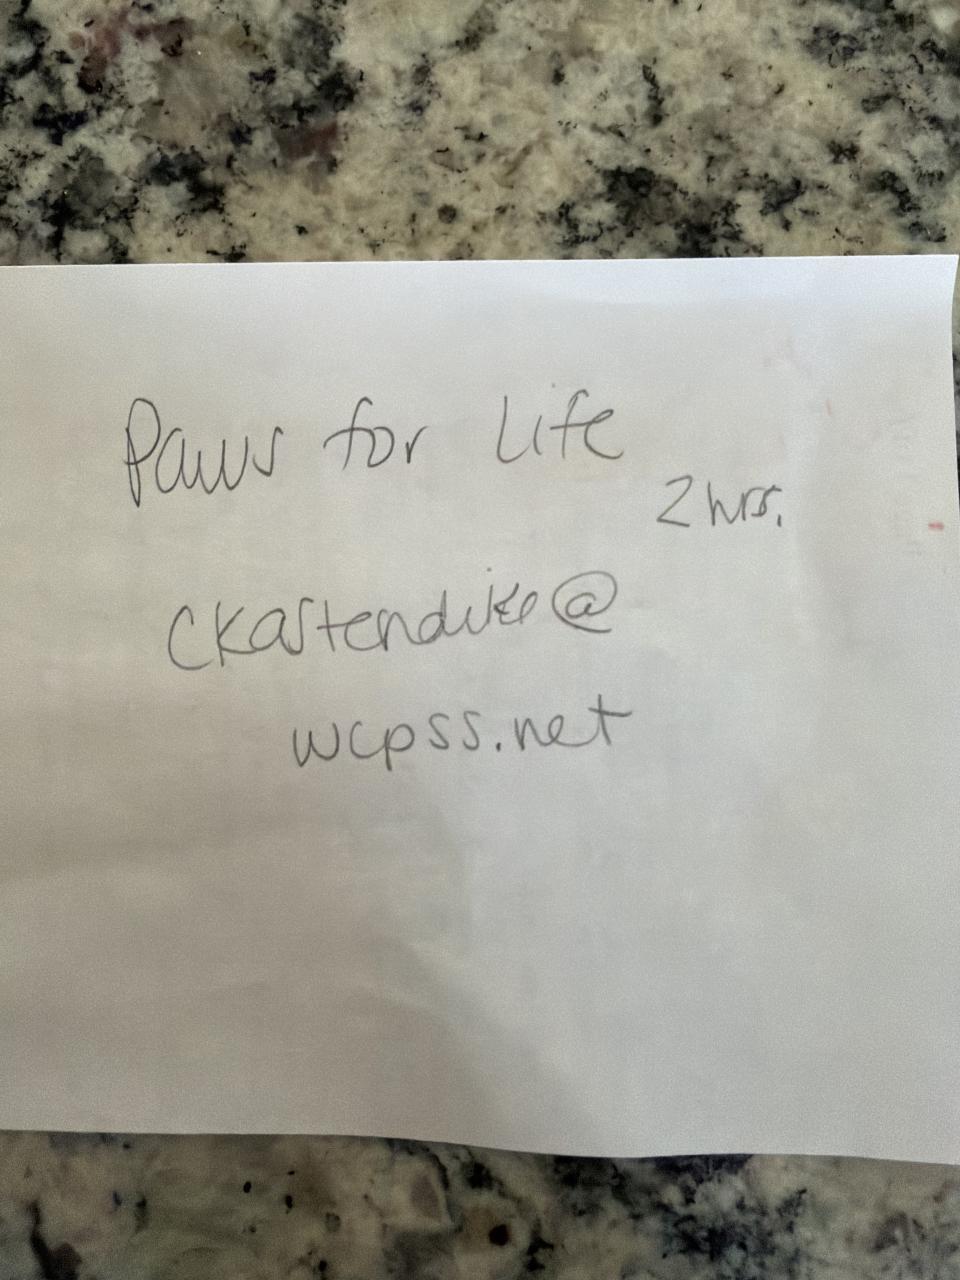 Paws for Life
2 hrs.
ckastendike@
wcpss.net